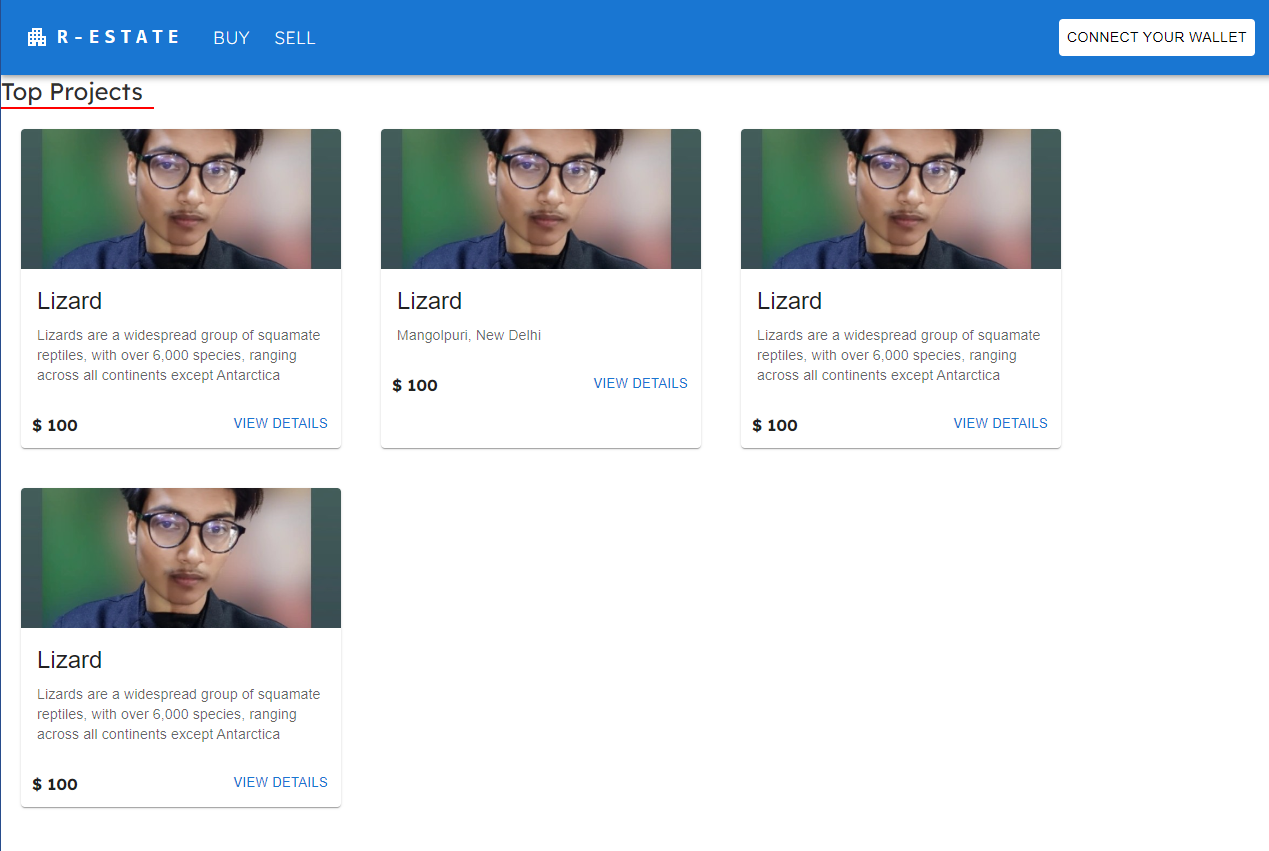 R-ESTATE BUY SELL CONNECT YOUR WALLET
Top Projects
Lizard
Lizards are a widespread group of squamate
reptiles, with over 6,000 species, ranging
across all continents except Antarctica
$ 100 VIEW DETAILS
Lizard
Mangolpuri, New Delhi
$ 100 VIEW DETAILS
Lizard
Lizards are a widespread group of squamate
reptiles, with over 6,000 species, ranging
across all continents except Antarctica
$ 100 VIEW DETAILS
Lizard
Lizards are a widespread group of squamate
reptiles, with over 6,000 species, ranging
across all continents except Antarctica
$ 100 VIEW DETAILS